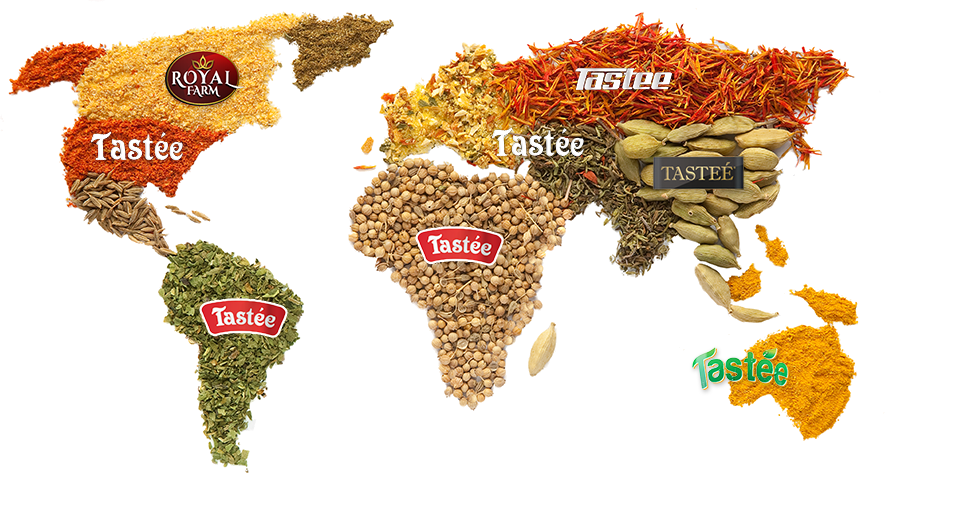 ROYAL
FARM
Tastee
Tastée
Tastée
TASTEÉ
Tastée
Tastée
Tastée